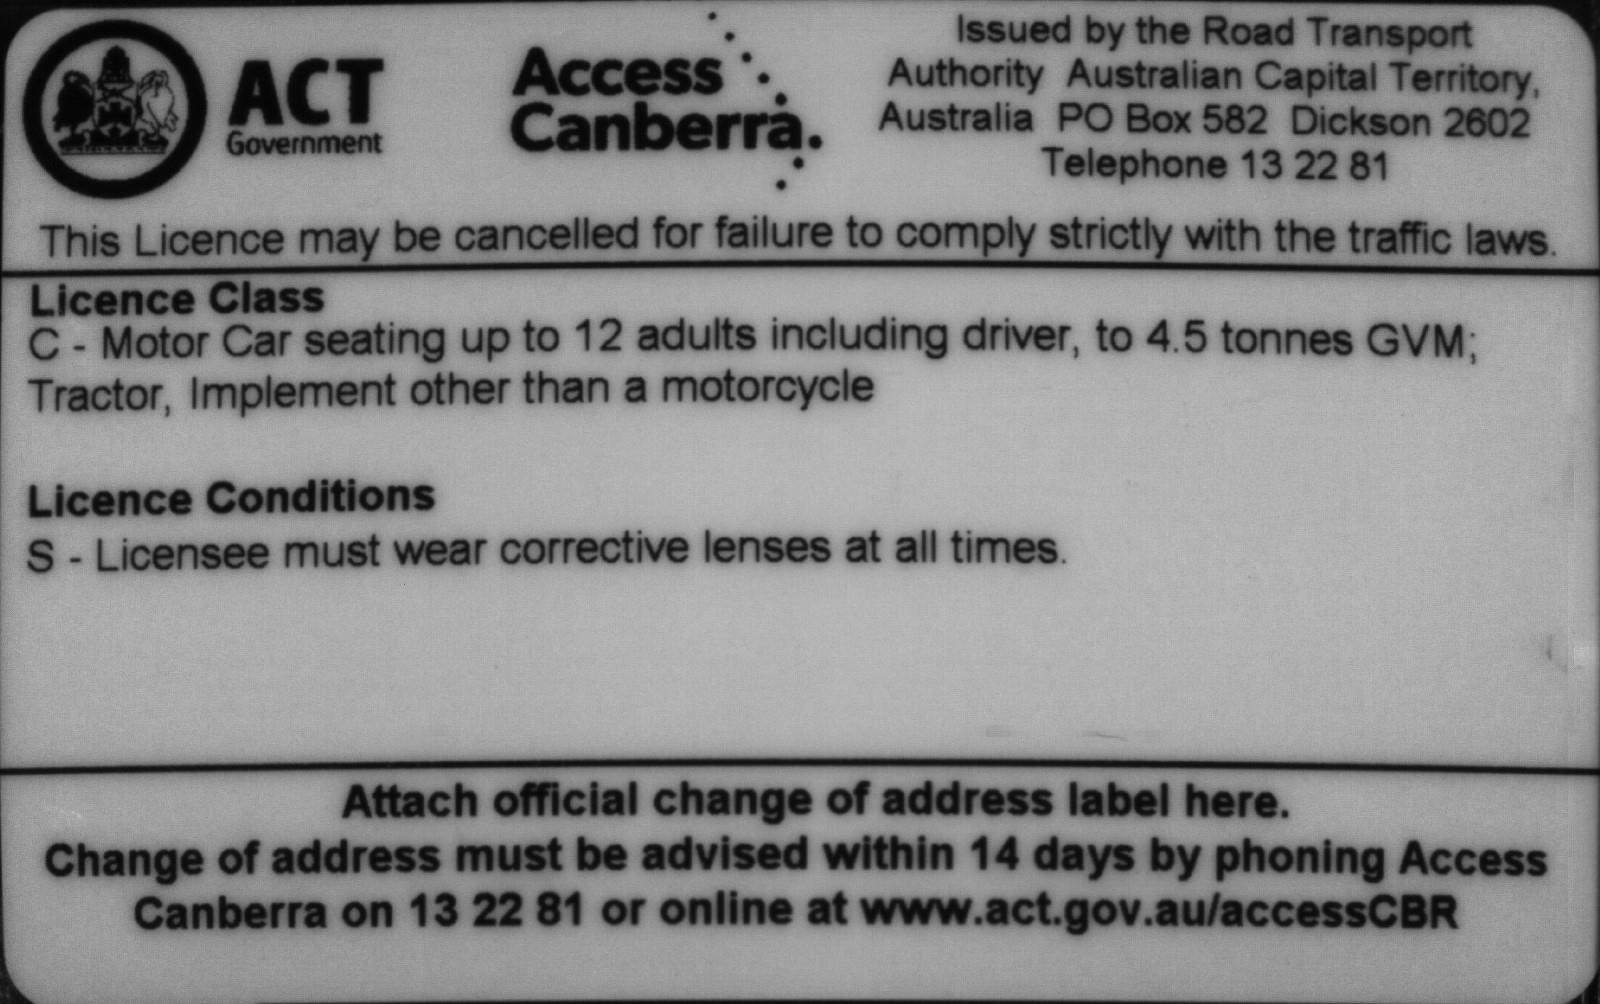 ACT
Government
Access
Canberra.
Issued by the Road Transport
Authority Australian Capital Territory,
Australia PO Box 582 Dickson 2602
Telephone 13 22 81
This Licence may be cancelled for failure to comply strictly with the traffic laws.
Licence Class
C - Motor Car seating up to 12 adults including driver, to 4.5 tonnes GVM;
Tractor, Implement other than a motorcycle
Licence Conditions
S - Licensee must wear corrective lenses at all times.
Attach official change of address label here.
Change of address must be advised within 14 days by phoning Access
Canberra on 13 22 81 or online at www.act.gov.au/accessCBR